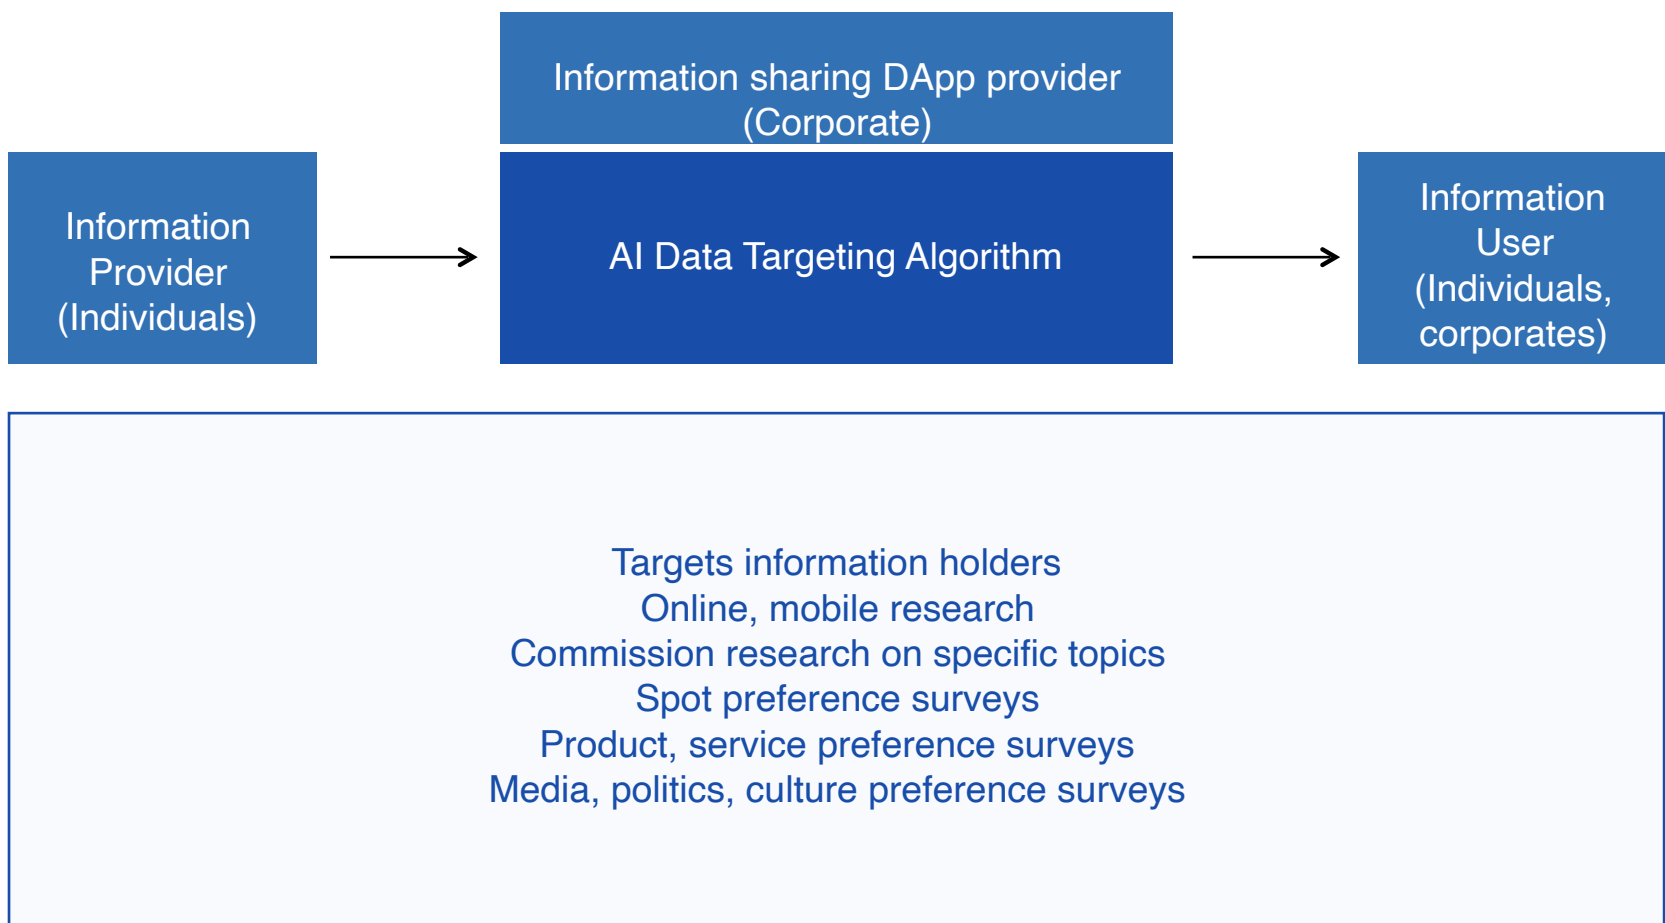 Information sharing DApp provider
(Corporate)
Information
Provider
(Individuals)
AI Data Targeting Algorithm
Information
User
(Individuals,
corporates)
Targets information holders
Online, mobile research
Commission research on specific topics
Spot preference surveys
Product, service preference surveys
Media, politics, culture preference surveys